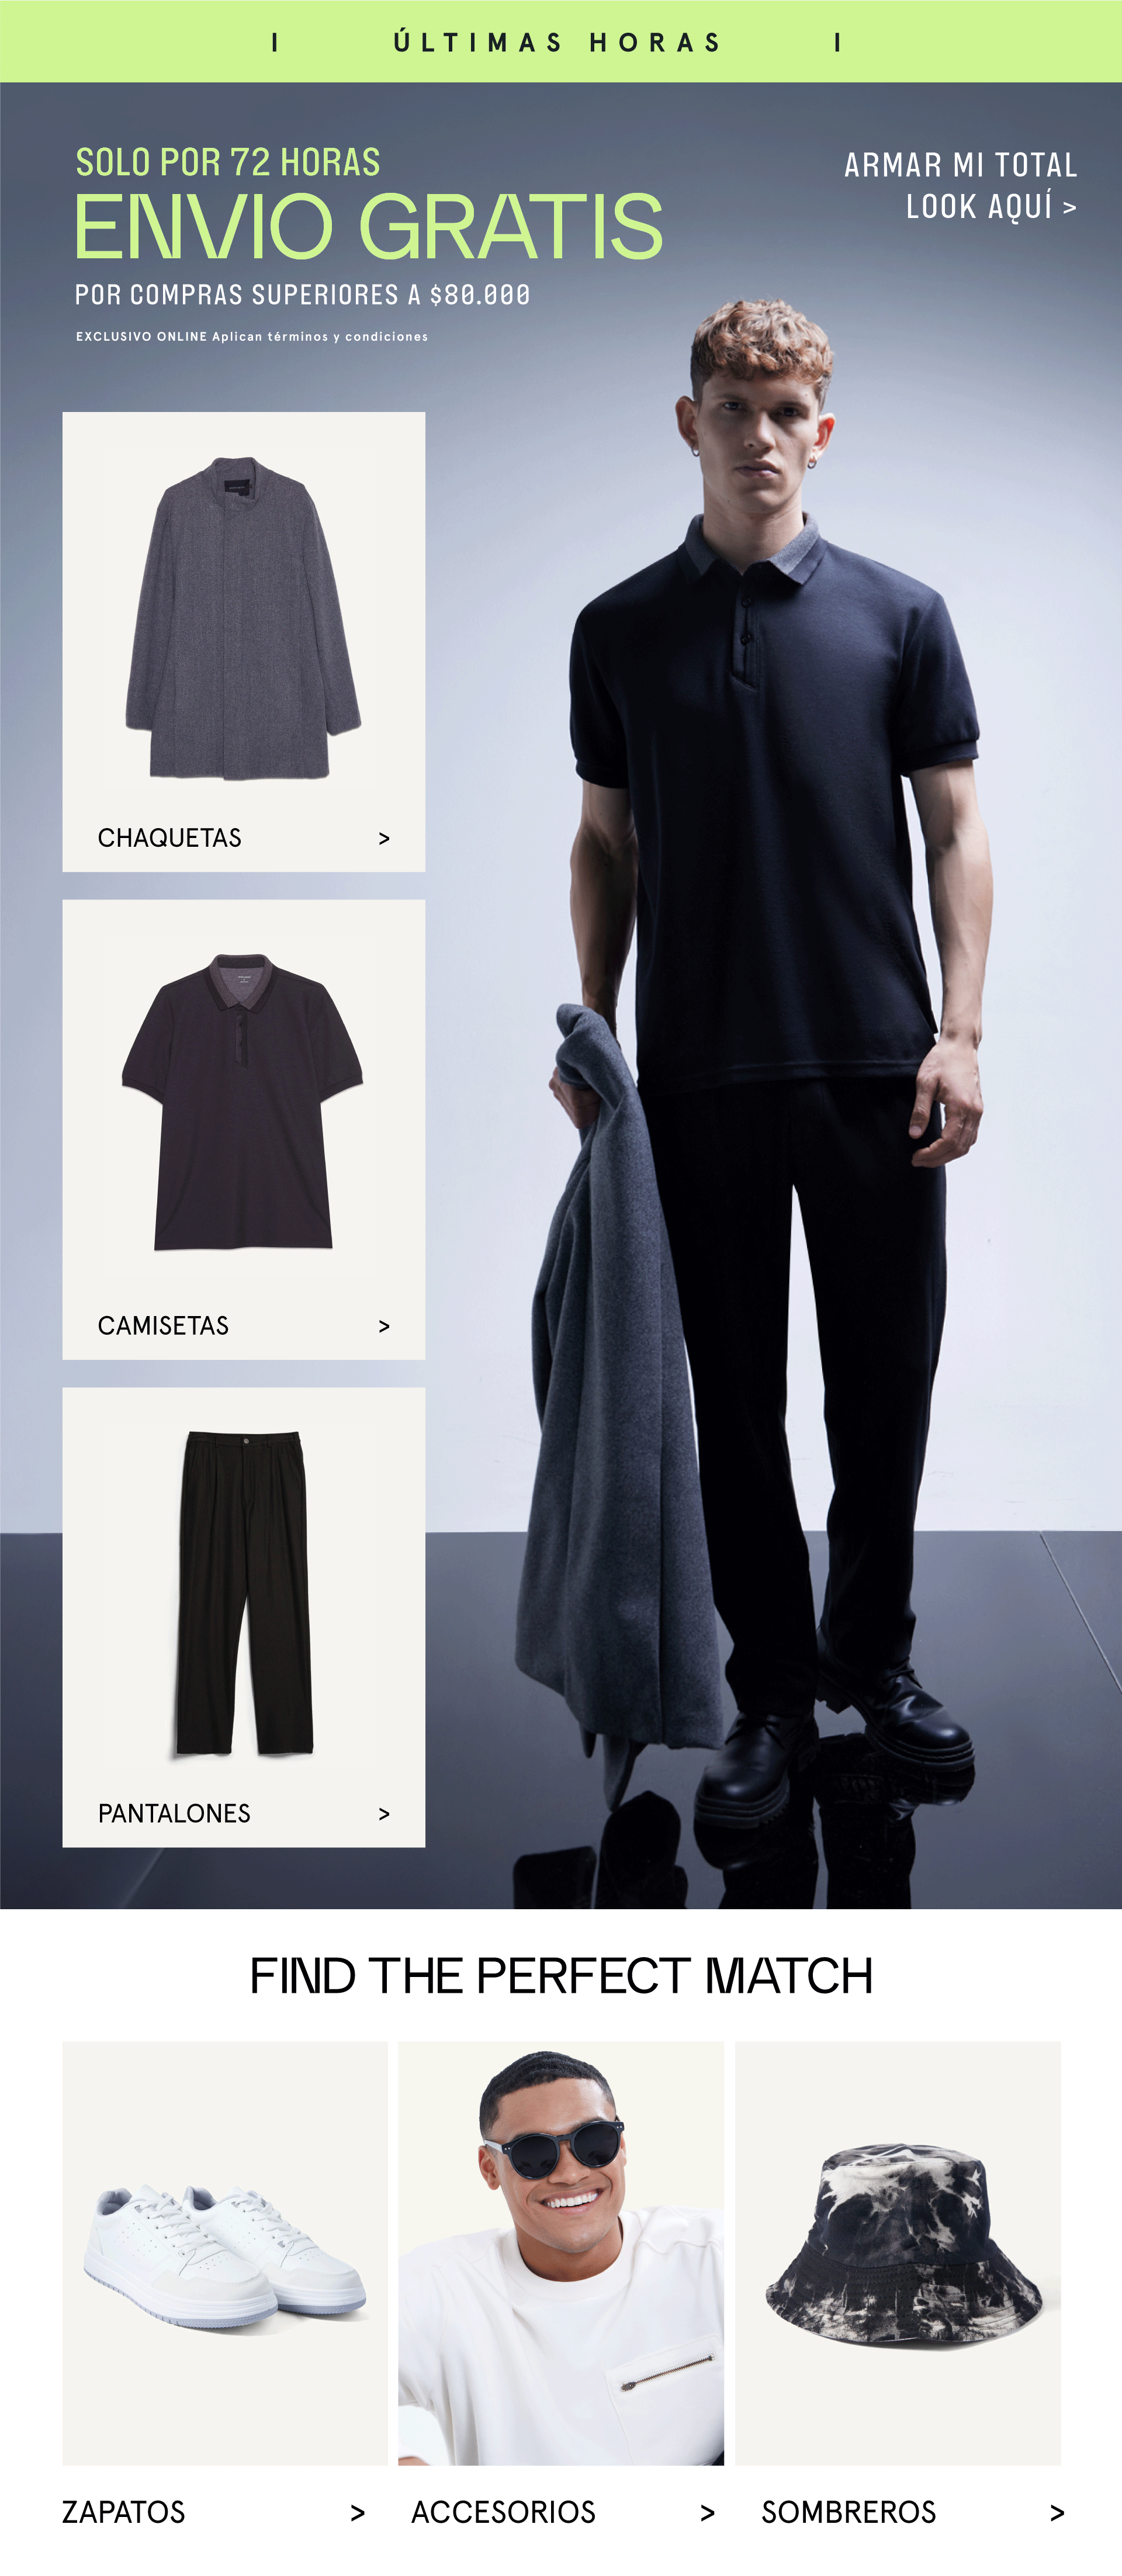 I ÚLTIMAS HORAS I
SOLO POR 72 HORAS
ENVIO GRATIS
POR COMPRAS SUPERIORES A $80.000
EXCLUSIVO ONLINE Aplican términos y condiciones
ARMAR MI TOTAL
LOOK AQUÍ >
CHAQUETAS >
CAMISETAS >
PANTALONES >
FIND THE PERFECT MATCH
ZAPATOS >
ACCESORIOS >
SOMBREROS >